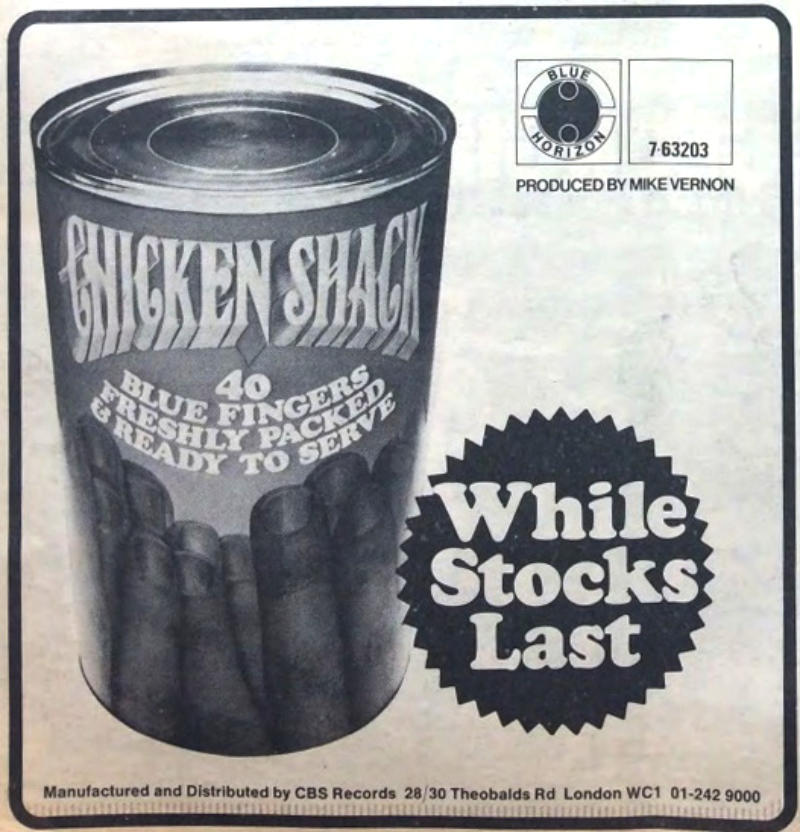 BLUE
HORIZON
7-63203
PRODUCED BY MIKE VERNON
CHICKEN SHACK
40
BLUE FINGERS
FRESHLY PACKED
& READY TO SERVE
While
Stocks
Last
Manufactured and Distributed by CBS Records 28/30 Theobalds Rd London WC1 01-242 9000